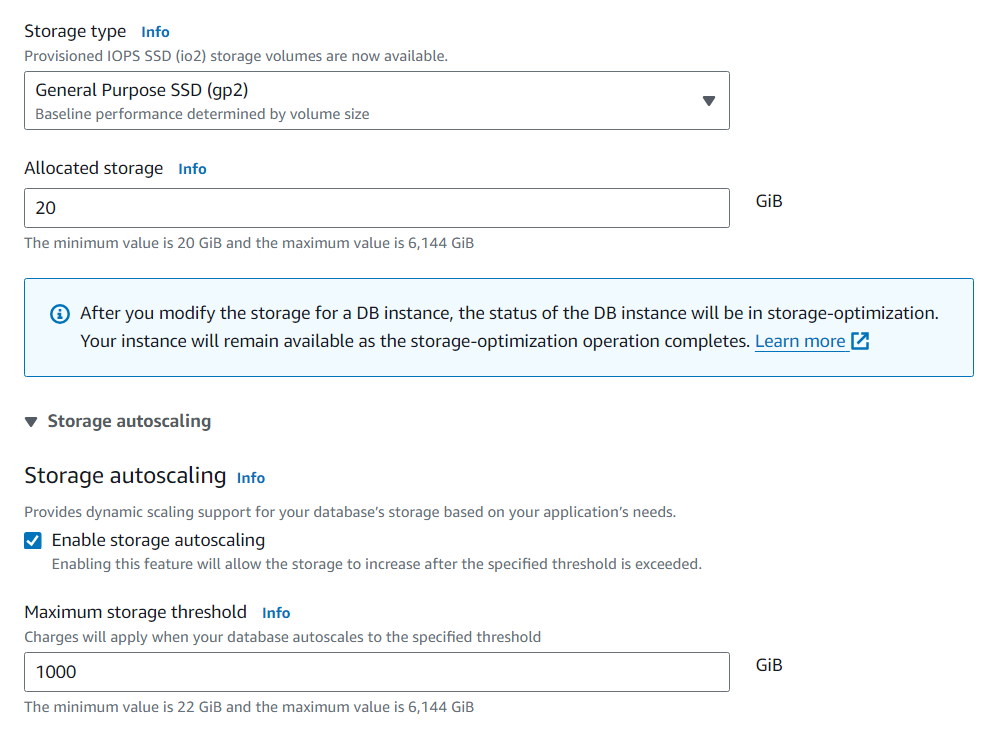 Storage type Info
Provisioned IOPS SSD (io2) storage volumes are now available.
General Purpose SSD (gp2)
Baseline performance determined by volume size
Allocated storage Info
20
GiB
The minimum value is 20 GiB and the maximum value is 6,144 GiB
After you modify the storage for a DB instance, the status of the DB instance will be in storage-optimization.
Your instance will remain available as the storage-optimization operation completes. Learn more
Storage autoscaling
Storage autoscaling Info
Provides dynamic scaling support for your database’s storage based on your application’s needs.
Enable storage autoscaling
Enabling this feature will allow the storage to increase after the specified threshold is exceeded.
Maximum storage threshold Info
Charges will apply when your database autoscales to the specified threshold
1000
GiB
The minimum value is 22 GiB and the maximum value is 6,144 GiB